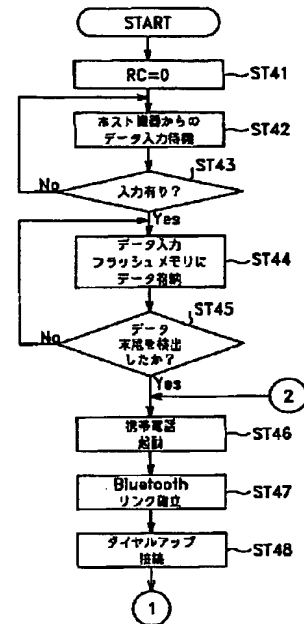 START
RC=0
ST41
ホスト機器からの
データ入力待機
ST42
ST43
No
入力有り?
Yes
データ入力
フラッシュメモリに
データ格納
ST44
ST45
No
データ
末尾を検出
したか?
Yes
2
携帯電話
起動
ST46
Bluetooth
リンク確立
ST47
ダイヤルアップ
接続
ST48
1